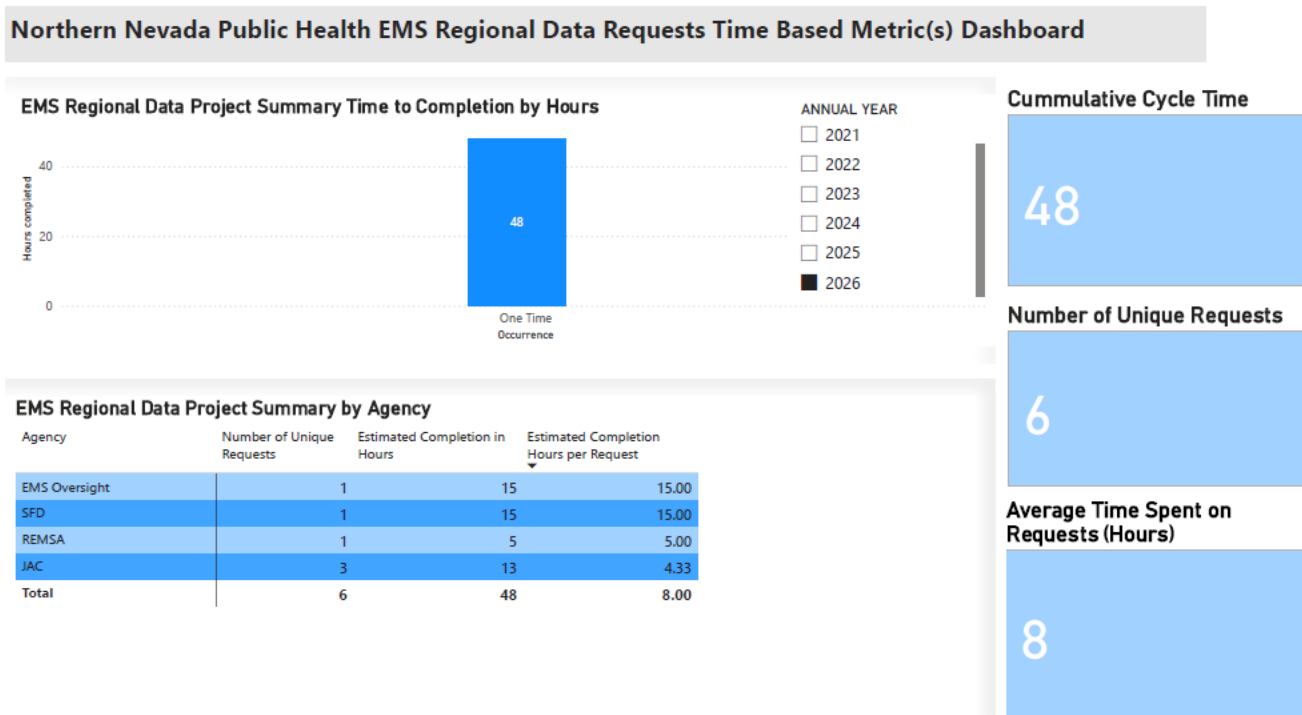 Northern Nevada Public Health EMS Regional Data Requests Time Based Metric(s) Dashboard
EMS Regional Data Project Summary Time to Completion by Hours
Hours completed
40
20
0
48
One Time
Occurrence
ANNUAL YEAR
2021
2022
2023
2024
2025
2026
Cummulative Cycle Time
48
Number of Unique Requests
6
Average Time Spent on
Requests (Hours)
8
EMS Regional Data Project Summary by Agency
Agency Number of Unique Requests Estimated Completion in Hours Estimated Completion Hours per Request
EMS Oversight 1 15 15.00
SFD 1 15 15.00
REMSA 1 5 5.00
JAC 3 13 4.33
Total 6 48 8.00